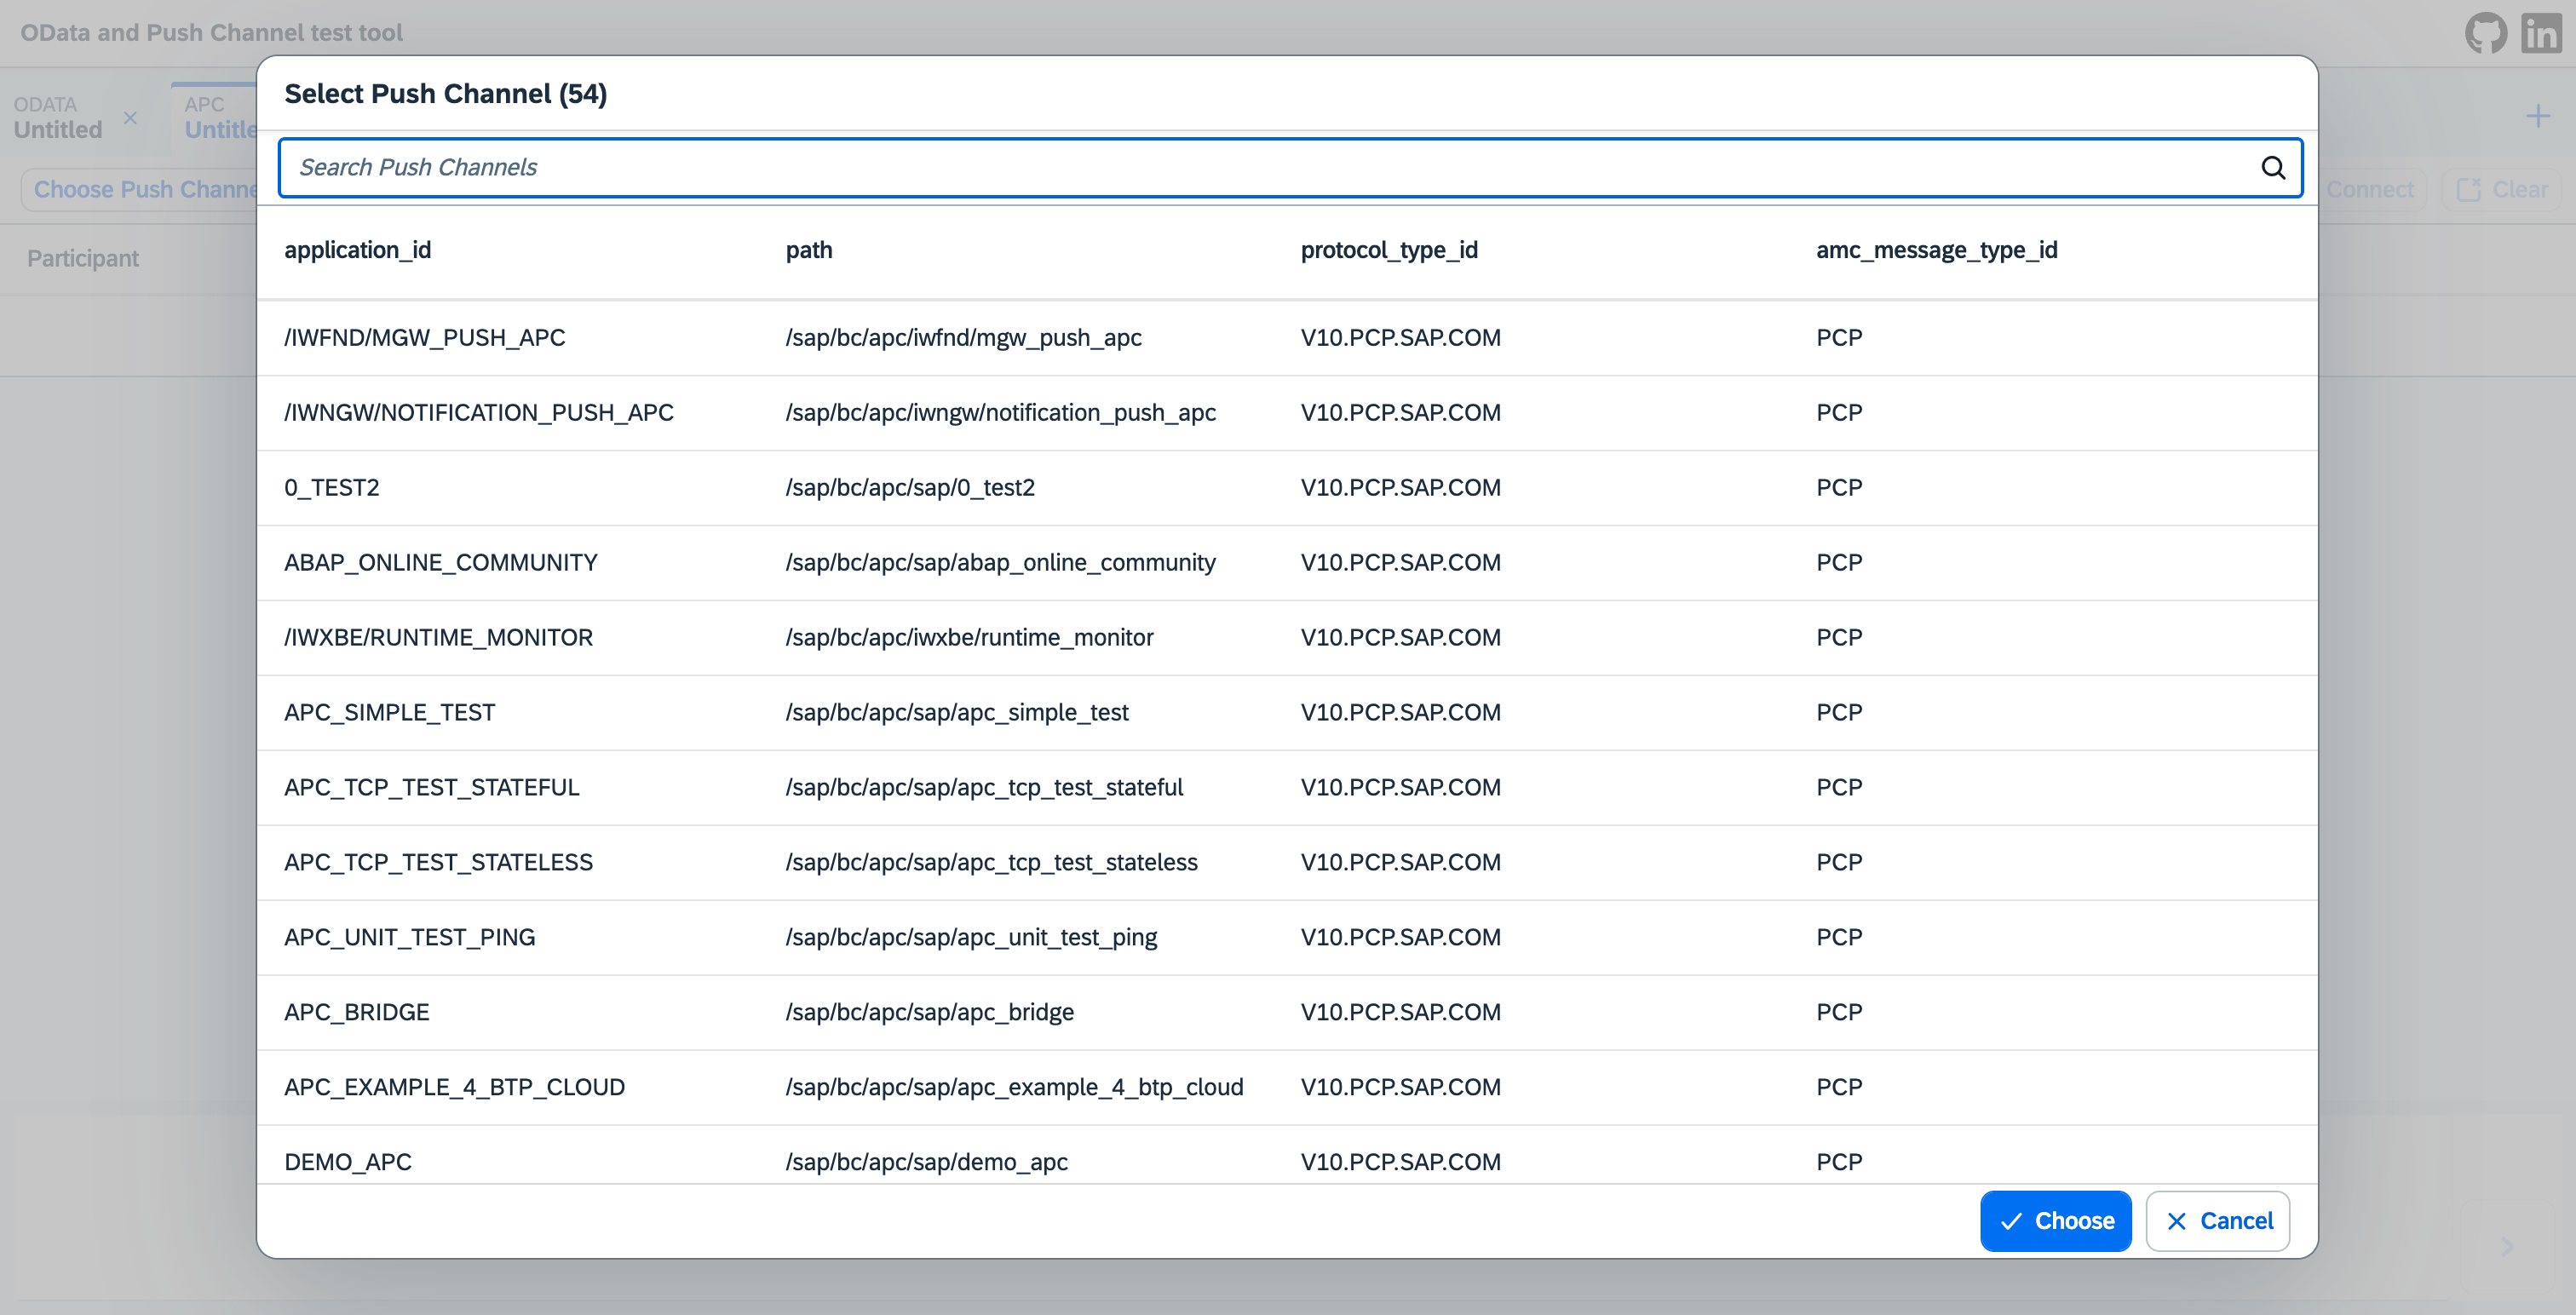 OData and Push Channel test tool
ODATA
Untitled
APC
Select Push Channel (54)
Search Push Channels
Choose Push
Connect
Clear
Participant
application_id path protocol_type_id amc_message_type_id
/IWFND/MGW_PUSH_APC /sap/bc/apc/iwfnd/mgw_push_apc V10.PCP.SAP.COM PCP
/IWNGW/NOTIFICATION_PUSH_APC /sap/bc/apc/iwngw/notification_push_apc V10.PCP.SAP.COM PCP
0_TEST2 /sap/bc/apc/sap/0_test2 V10.PCP.SAP.COM PCP
ABAP_ONLINE_COMMUNITY /sap/bc/apc/sap/abap_online_community V10.PCP.SAP.COM PCP
/IWXBE/RUNTIME_MONITOR /sap/bc/apc/iwxbe/runtime_monitor V10.PCP.SAP.COM PCP
APC_SIMPLE_TEST /sap/bc/apc/sap/apc_simple_test V10.PCP.SAP.COM PCP
APC_TCP_TEST_STATEFUL /sap/bc/apc/sap/apc_tcp_test_stateful V10.PCP.SAP.COM PCP
APC_TCP_TEST_STATELESS /sap/bc/apc/sap/apc_tcp_test_stateless V10.PCP.SAP.COM PCP
APC_UNIT_TEST_PING /sap/bc/apc/sap/apc_unit_test_ping V10.PCP.SAP.COM PCP
APC_BRIDGE /sap/bc/apc/sap/apc_bridge V10.PCP.SAP.COM PCP
APC_EXAMPLE_4_BTP_CLOUD /sap/bc/apc/sap/apc_example_4_btp_cloud V10.PCP.SAP.COM PCP
DEMO_APC /sap/bc/apc/sap/demo_apc V10.PCP.SAP.COM PCP
Choose Cancel